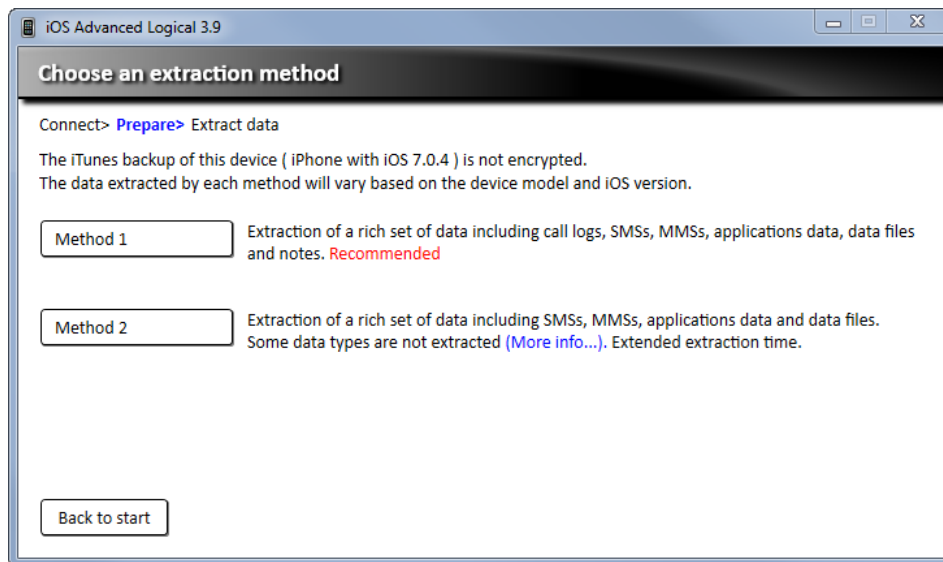 iOS Advanced Logical 3.9
Choose an extraction method
Connect> Prepare> Extract data
The iTunes backup of this device ( iPhone with iOS 7.0.4 ) is not encrypted.
The data extracted by each method will vary based on the device model and iOS version.
Method 1
Extraction of a rich set of data including call logs, SMSs, MMSs, applications data, data files
and notes. Recommended
Method 2
Extraction of a rich set of data including SMSs, MMSs, applications data and data files.
Some data types are not extracted (More info...). Extended extraction time.
Back to start